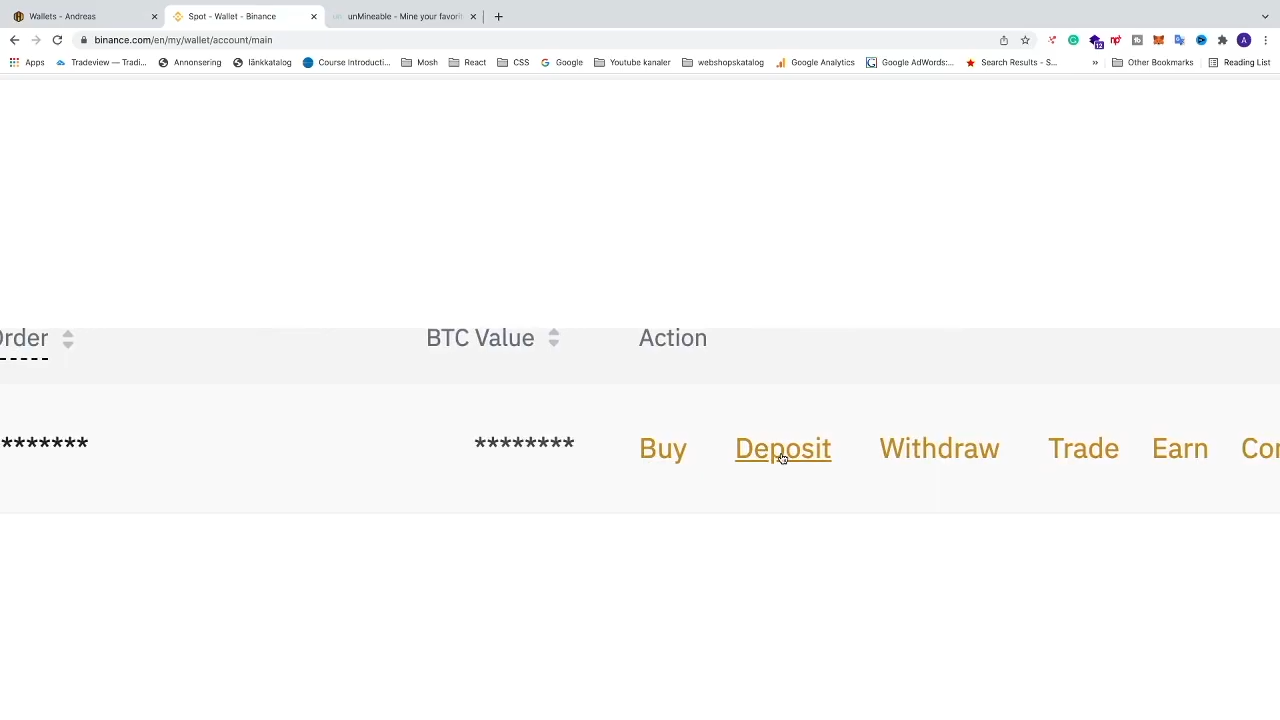 Wallets - Andreas
Spot - Wallet - Binance
unMineable - Mine your favorit
binance.com/en/my/wallet/account/main
12
A
Apps
Tradeview – Tradi...
Annonsering
länkkatalog
Course Introducti...
Mosh
React
CSS
Google
Youtube kanaler
webshopskatalog
Google Analytics
Google AdWords:...
Search Results - S...
»
Other Bookmarks
Reading List
Order BTC Value Action
******* ******** Buy Deposit Withdraw Trade Earn Con